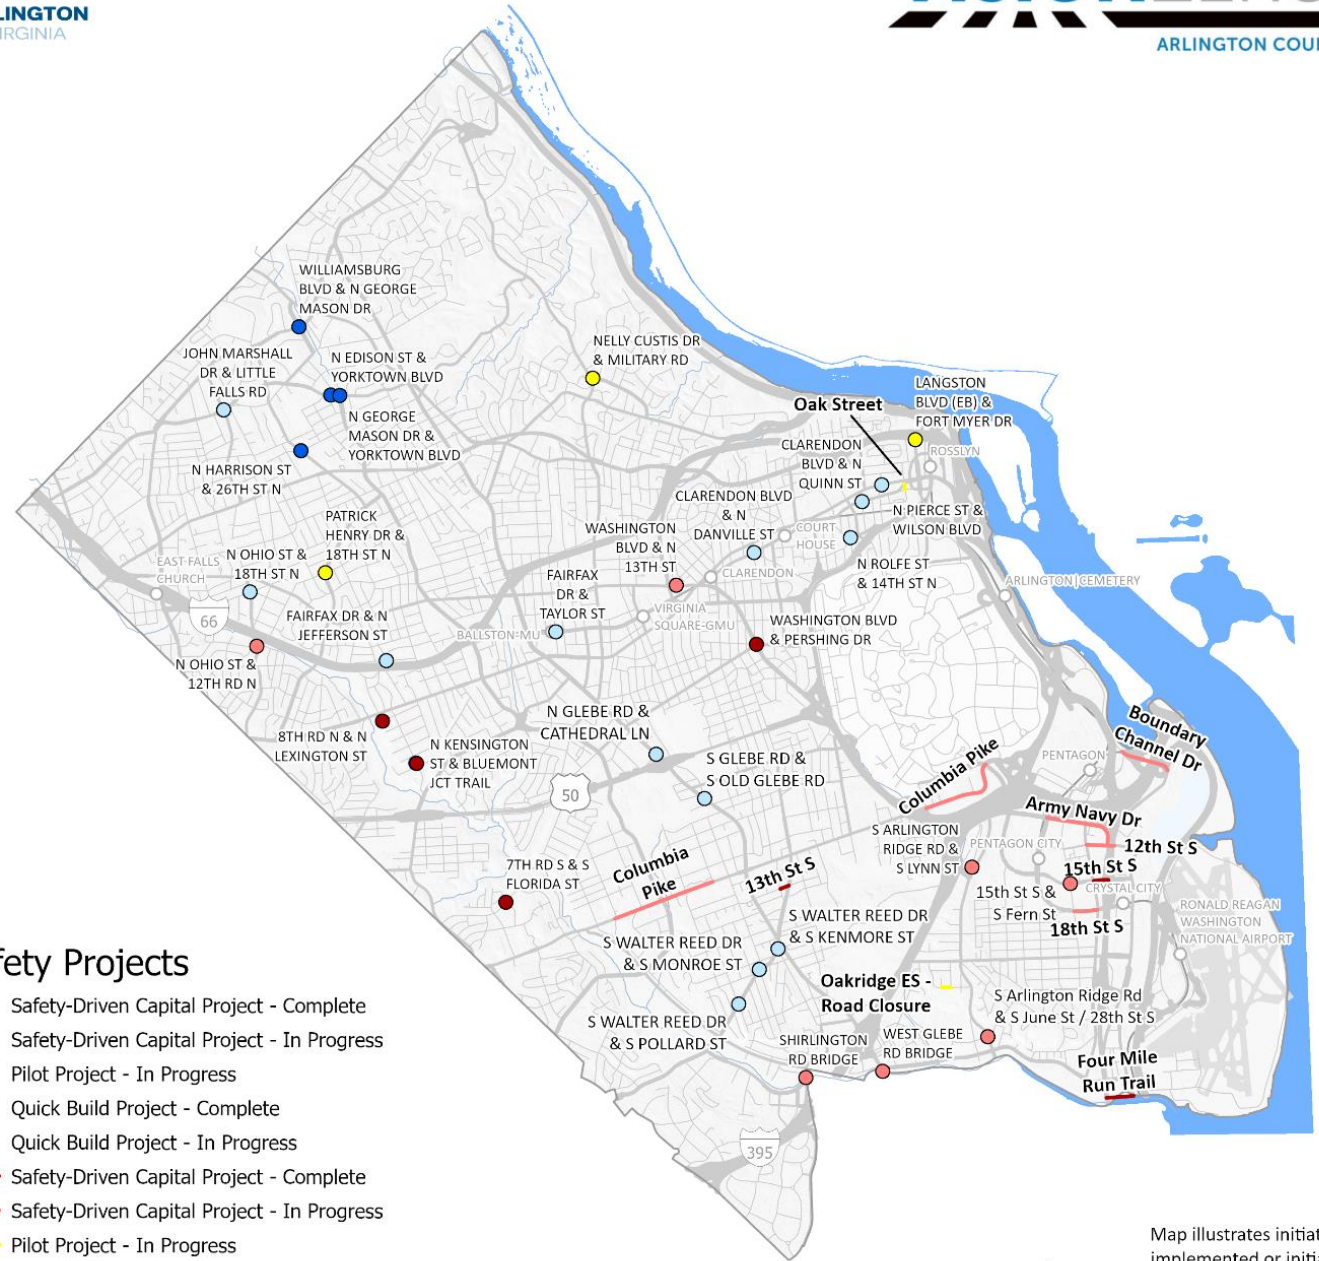 ARLINGTON COU
WILLIAMSBURG
BLVD & N GEORGE
MASON DR
JOHN MARSHALL
DR & LITTLE
FALLS RD
N EDISON ST &
YORKTOWN BLVD
NELLY CUSTIS DR
& MILITARY RD
N GEORGE
MASON DR &
YORKTOWN BLVD
N HARRISON ST
& 26TH ST N
Oak Street
LANGSTON
BLVD (EB) &
FORT MYER DR
ROSSLYN
CLARENDON
BLVD & N
QUINN ST
CLARENDON BLVD
& N
DANVILLE ST
N PIERCE ST &
WILSON BLVD
COURT
HOUSE
N ROLFE ST
& 14TH ST N
PATRICK
HENRY DR &
18TH ST N
WASHINGTON
BLVD & N
13TH ST
EAST FALLS
CHURCH
N OHIO ST &
18TH ST N
FAIRFAX
DR &
TAYLOR ST
CLARENDON
ARLINGTON CEMETERY
66
FAIRFAX DR & N
JEFFERSON ST
BALLSTON-MU
VIRGINIA
SQUARE-GMU
WASHINGTON BLVD
& PERSHING DR
N OHIO ST &
12TH RD N
8TH RD N & N
LEXINGTON ST
N KENSINGTON
ST & BLUEMONT
JCT TRAIL
N GLEBE RD &
CATHEDRAL LN
S GLEBE RD &
S OLD GLEBE RD
50
Boundary
Channel Dr
PENTAGON
Columbia Pike
Army Navy Dr
12th St S
S ARLINGTON
RIDGE RD &
S LYNN ST
PENTAGON CITY
15th St S
15th St S &
S Fern St
CRYSTAL CITY
18th St S
RONALD REAGAN
WASHINGTON
NATIONAL AIRPORT
7TH RD S & S
FLORIDA ST
Columbia
Pike
13th St S
S WALTER REED DR
& S KENMORE ST
S WALTER REED DR
& S MONROE ST
S WALTER REED DR
& S POLLARD ST
Oakridge ES -
Road Closure
S Arlington Ridge Rd
& S June St / 28th St S
SHIRLINGTON
RD BRIDGE
WEST GLEBE
RD BRIDGE
Four Mile
Run Trail
395
Projects
Safety-Driven Capital Project - Complete
Safety-Driven Capital Project - In Progress
Pilot Project - In Progress
Quick Build Project - Complete
Quick Build Project - In Progress
Safety-Driven Capital Project - Complete
Safety-Driven Capital Project - In Progress
Pilot Project - In Progress
Map illustrates
implemented or